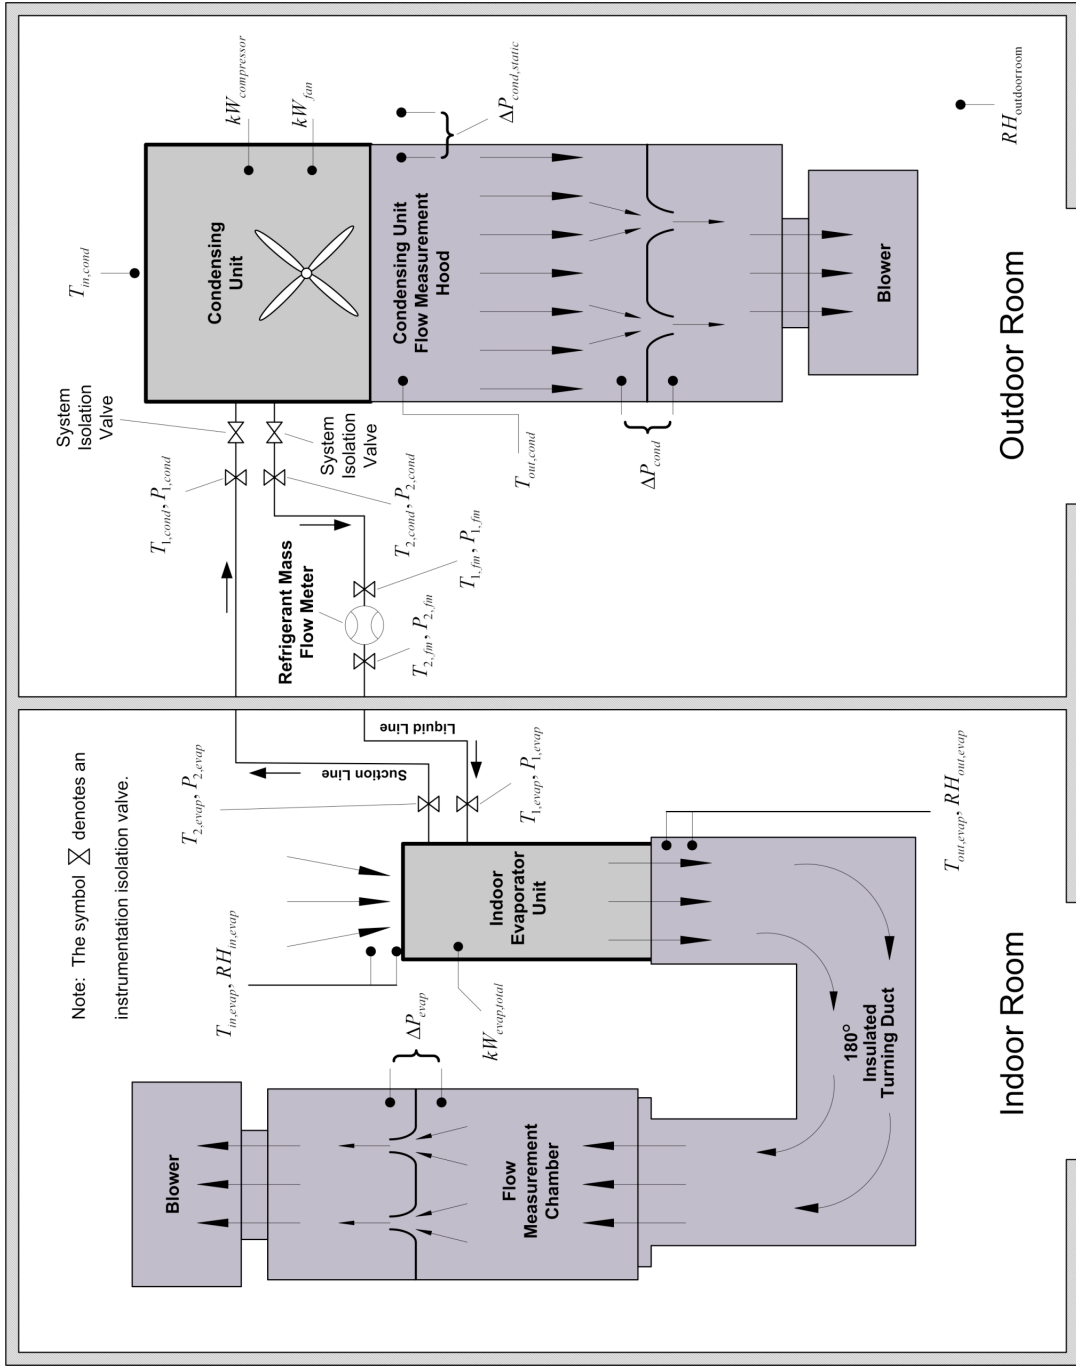 Note: The symbol denotes an
instrumentation isolation valve.
Blower
Flow
Measurement
Chamber
ΔP_evap
T_in,evap, RH_in,evap
kW_evap,total
Indoor
Evaporator
Unit
T_2,evap, P_2,evap
T_1,evap, P_1,evap
Suction Line
Liquid Line
180°
Insulated
Turning Duct
T_out,evap, RH_out,evap
Indoor Room
Refrigerant Mass
Flow Meter
T_2,fm, P_2,fm
T_1,fm, P_1,fm
T_1,cond, P_1,cond
T_2,cond, P_2,cond
System
Isolation
Valve
System
Isolation
Valve
T_in,cond
Condensing
Unit
kW_compressor
kW_fan
Condensing Unit
Flow Measurement
Hood
ΔP_cond,static
T_out,cond
ΔP_cond
Blower
RH_outdoorroom
Outdoor Room